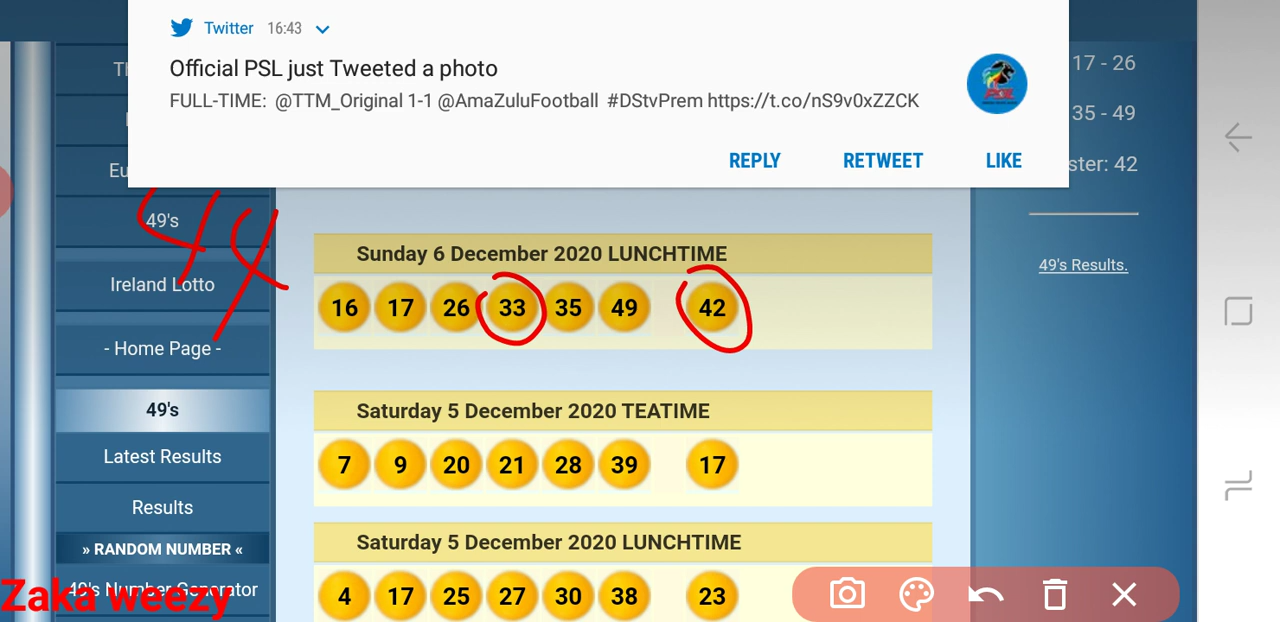 Twitter 16:43
Official PSL just Tweeted a photo
FULL-TIME: @TTM_Original 1-1 @AmaZuluFootball #DStvPrem https://t.co/nS9v0xZZCK
REPLY RETWEET LIKE
49's
Ireland Lotto
- Home Page -
49's
Latest Results
Results
» RANDOM NUMBER «
49's Number Generator
44
Zaka weezy
Sunday 6 December 2020 LUNCHTIME
16 17 26 33 35 49 42
Saturday 5 December 2020 TEATIME
7 9 20 21 28 39 17
Saturday 5 December 2020 LUNCHTIME
4 17 25 27 30 38 23
17 - 26
35 - 49
42
49's Results.